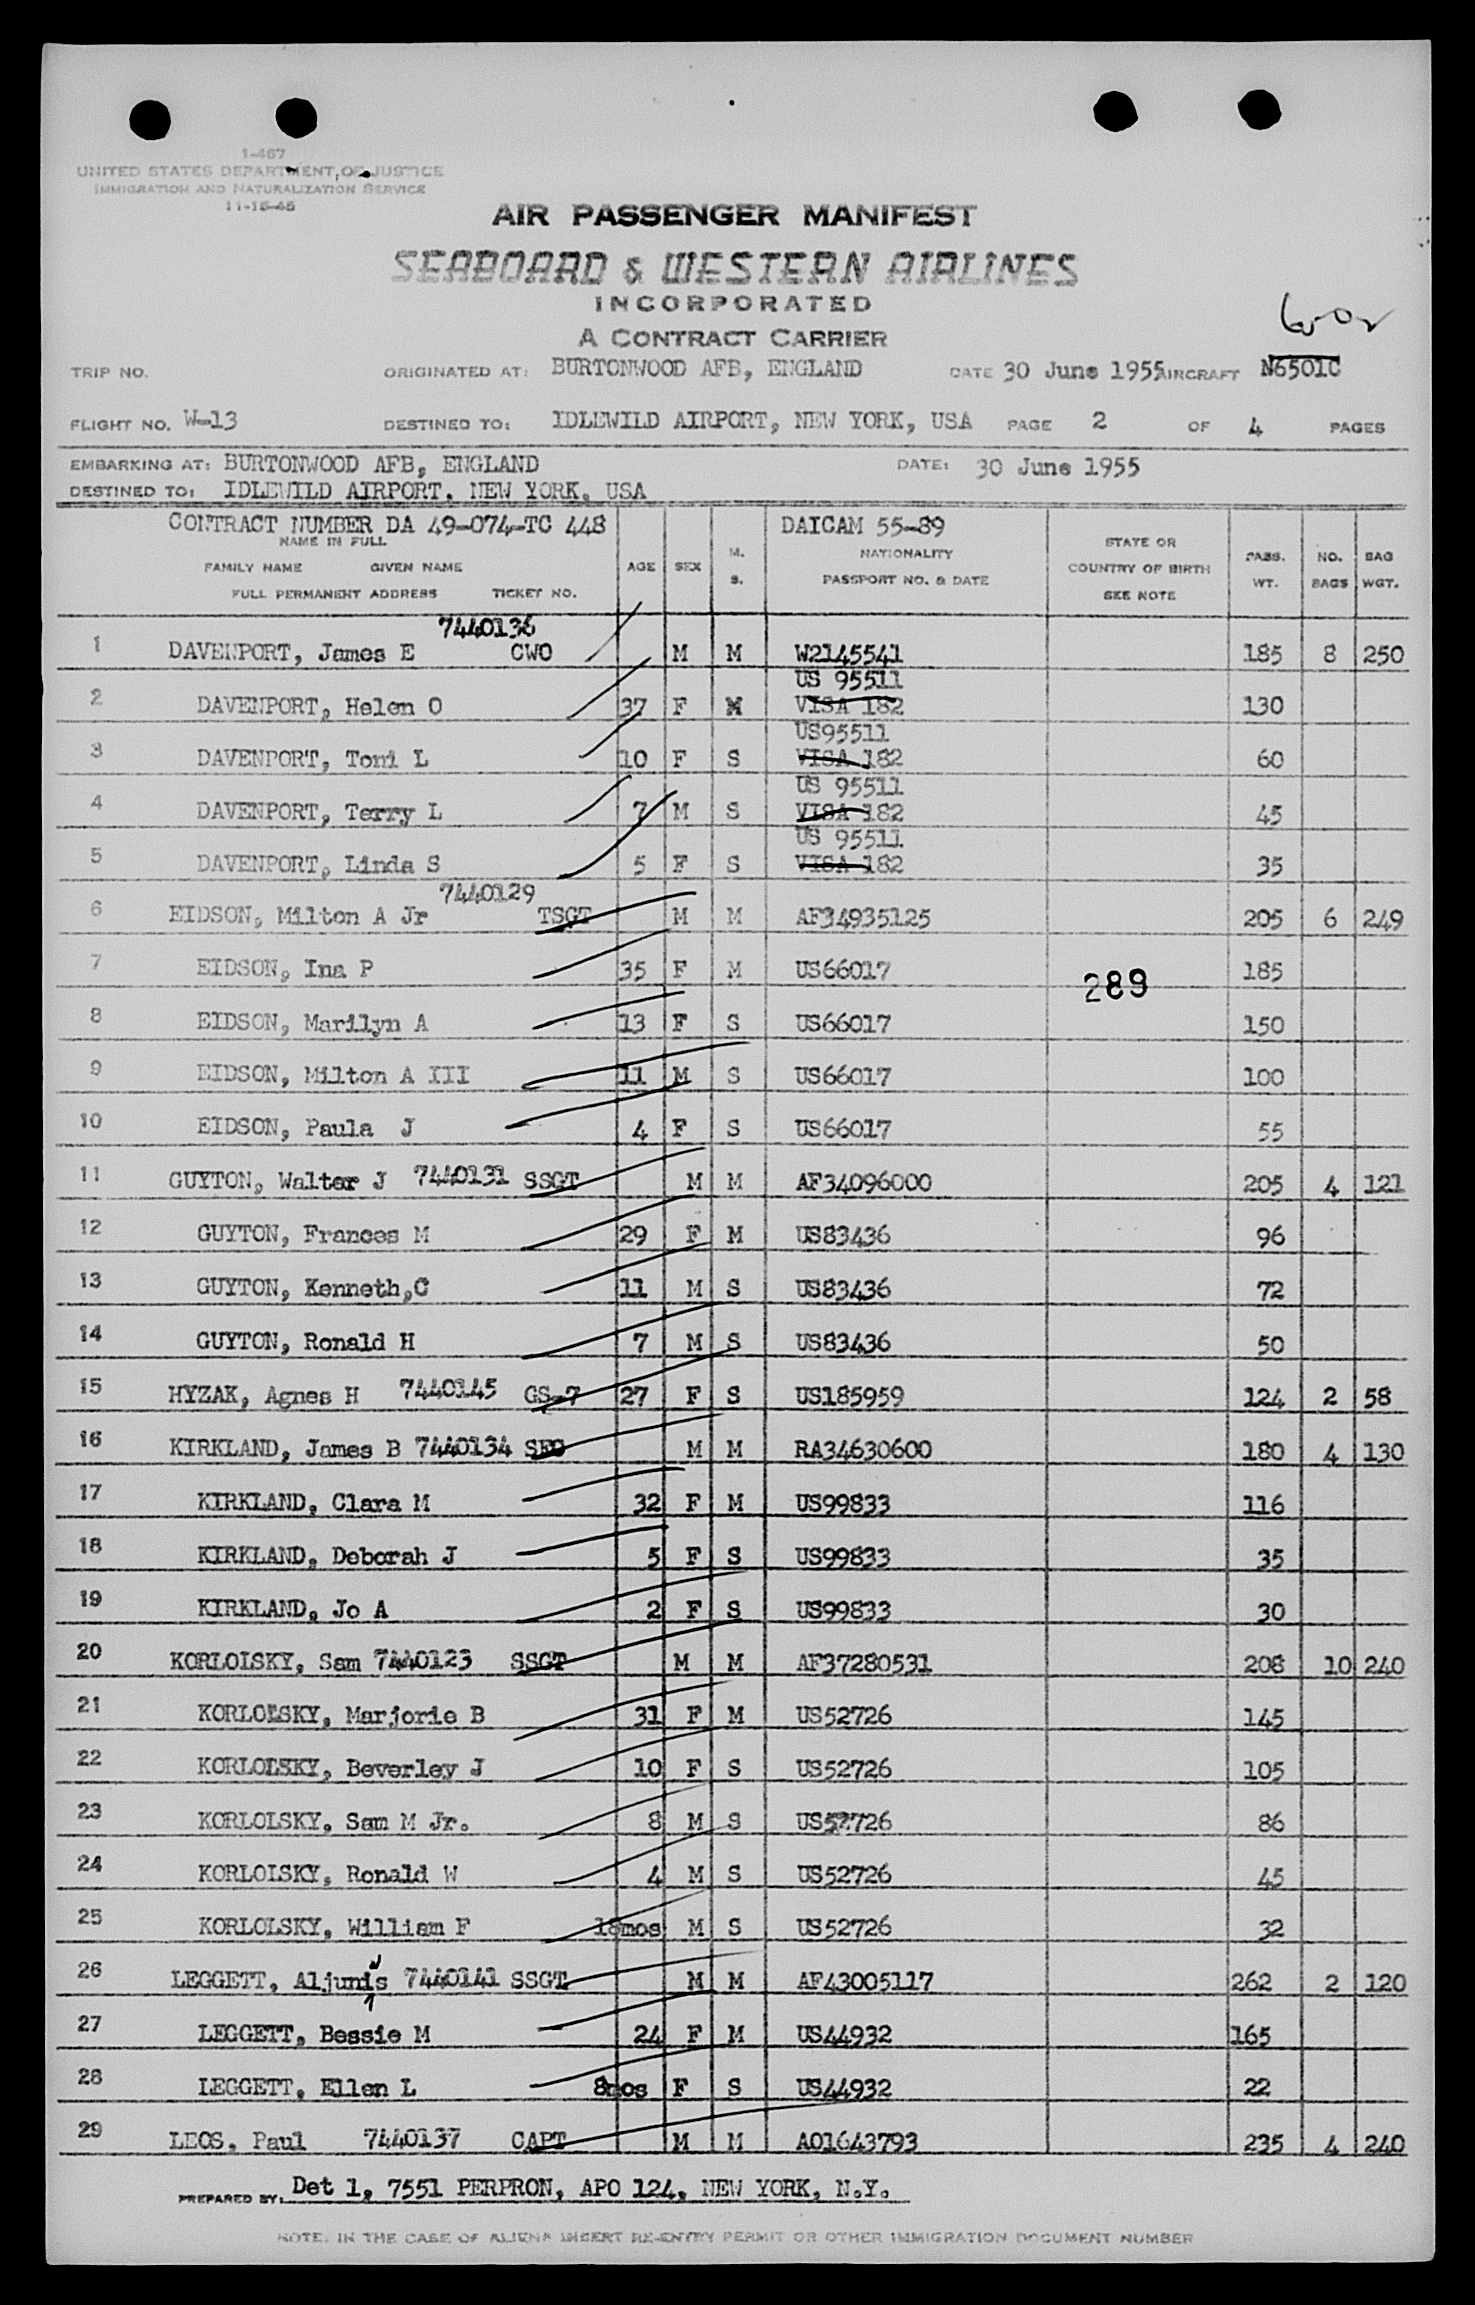 1-467
UNITED STATES DEPARTMENT OF JUSTICE
IMMIGRATION AND NATURALIZATION SERVICE
11-15-45
AIR PASSENGER MANIFEST
SEABOARD & WESTERN AIRLINES
INCORPORATED
A CONTRACT CARRIER
TRIP NO. ORIGINATED AT: BURTONWOOD AFB, ENGLAND DATE 30 June 1955 AIRCRAFT N6501C
FLIGHT NO. W-13 DESTINED TO: IDLEWILD AIRPORT, NEW YORK, USA PAGE 2 OF 4 PAGES
EMBARKING AT: BURTONWOOD AFB, ENGLAND DATE: 30 June 1955
DESTINED TO: IDLEWILD AIRPORT, NEW YORK, USA
CONTRACT NUMBER DA 49-074-TC 448 DAICAM 55-89
NAME IN FULL
FAMILY NAME GIVEN NAME
FULL PERMANENT ADDRESS TICKET NO.
AGE SEX M. S. NATIONALITY PASSPORT NO. & DATE STATE OR COUNTRY OF BIRTH SEE NOTE PASS. WT. NO. BAGS BAG WGT.
7440136
1 DAVENPORT, James E CWO M M W2145541 185 8 250
US 95511
2 DAVENPORT, Helen O 37 F M VISA 182 130
US95511
3 DAVENPORT, Toni L 10 F S VISA 182 60
US 95511
4 DAVENPORT, Terry L 7 M S VISA 182 45
US 95511
5 DAVENPORT, Linda S 5 F S VISA 182 35
7440129
6 EIDSON, Milton A Jr TSGT M M AF34935125 205 6 249
7 EIDSON, Ina P 35 F M US66017 185
289
8 EIDSON, Marilyn A 13 F S US66017 150
9 EIDSON, Milton A III 11 M S US66017 100
10 EIDSON, Paula J 4 F S US66017 55
11 GUYTON, Walter J 7440131 SSGT M M AF34096000 205 4 121
12 GUYTON, Frances M 29 F M US83436 96
13 GUYTON, Kenneth,C 11 M S US83436 72
14 GUYTON, Ronald H 7 M S US83436 50
15 HYZAK, Agnes H 7440145 GS-7 27 F S US185959 124 2 58
16 KIRKLAND, James B 7440134 M M RA34630600 180 4 130
17 KIRKLAND, Clara M 32 F M US99833 116
18 KIRKLAND, Deborah J 5 F S US99833 35
19 KIRKLAND, Jo A 2 F S US99833 30
20 KORLOISKY, Sam 7440123 SSGT M M AF37280531 208 10 240
21 KORLOLSKY, Marjorie B 31 F M US52726 145
22 KORLOLSKY, Beverley J 10 F S US52726 105
23 KORLOLSKY, Sam M Jr. 8 M S US52726 86
24 KORLOISKY, Ronald W 4 M S US52726 45
25 KORLOLSKY, William F 18mos M S US52726 32
26 LEGGETT, Aljunis 7440141 SSGT M M AF43005117 262 2 120
27 LEGGETT, Bessie M 24 F M US44932 165
28 LEGGETT, Ellen L 8mos F S US44932 22
29 LEOS, Paul 7440137 CAPT M M AO1643793 235 4 240
PREPARED BY: Det 1, 7551 PERPRON, APO 124, NEW YORK, N.Y.
NOTE: IN THE CASE OF ALIENS INSERT RE-ENTRY PERMIT OR OTHER IMMIGRATION DOCUMENT NUMBER